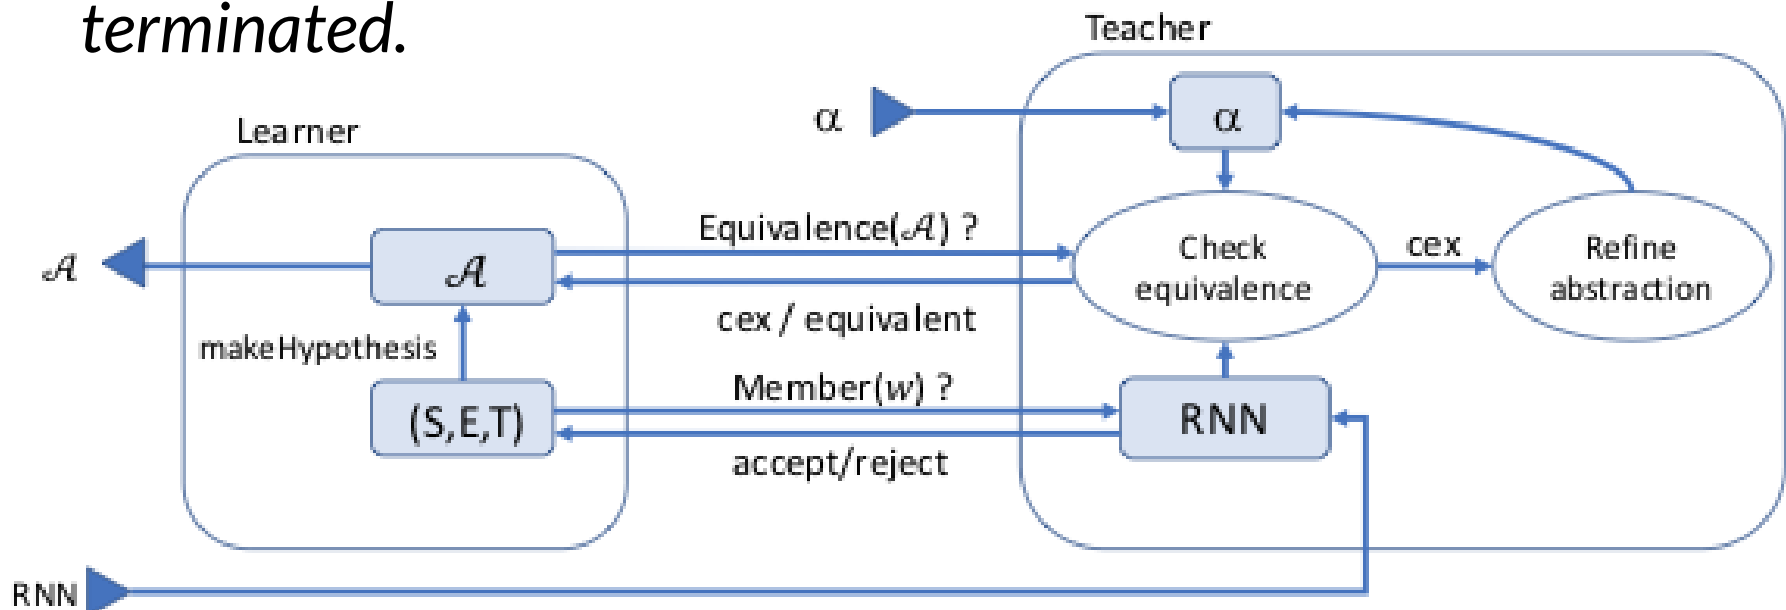 terminated.
Teacher
α
α
Learner
Equivalence(𝒜) ?
Check
equivalence
cex
Refine
abstraction
𝒜
𝒜
cex / equivalent
makeHypothesis
Member(w) ?
(S,E,T)
RNN
accept/reject
RNN